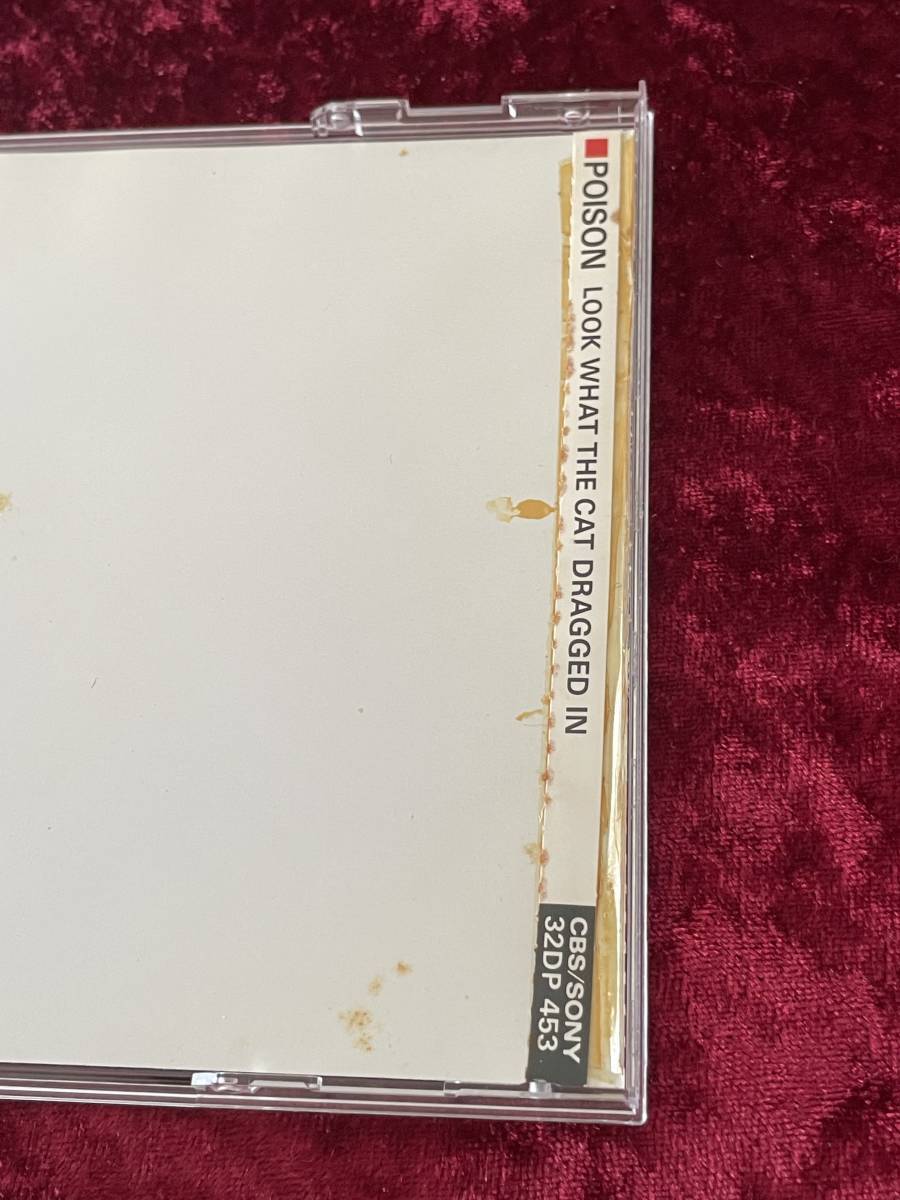 POISON LOOK WHAT THE CAT DRAGGED IN
CBS/SONY
32DP 453